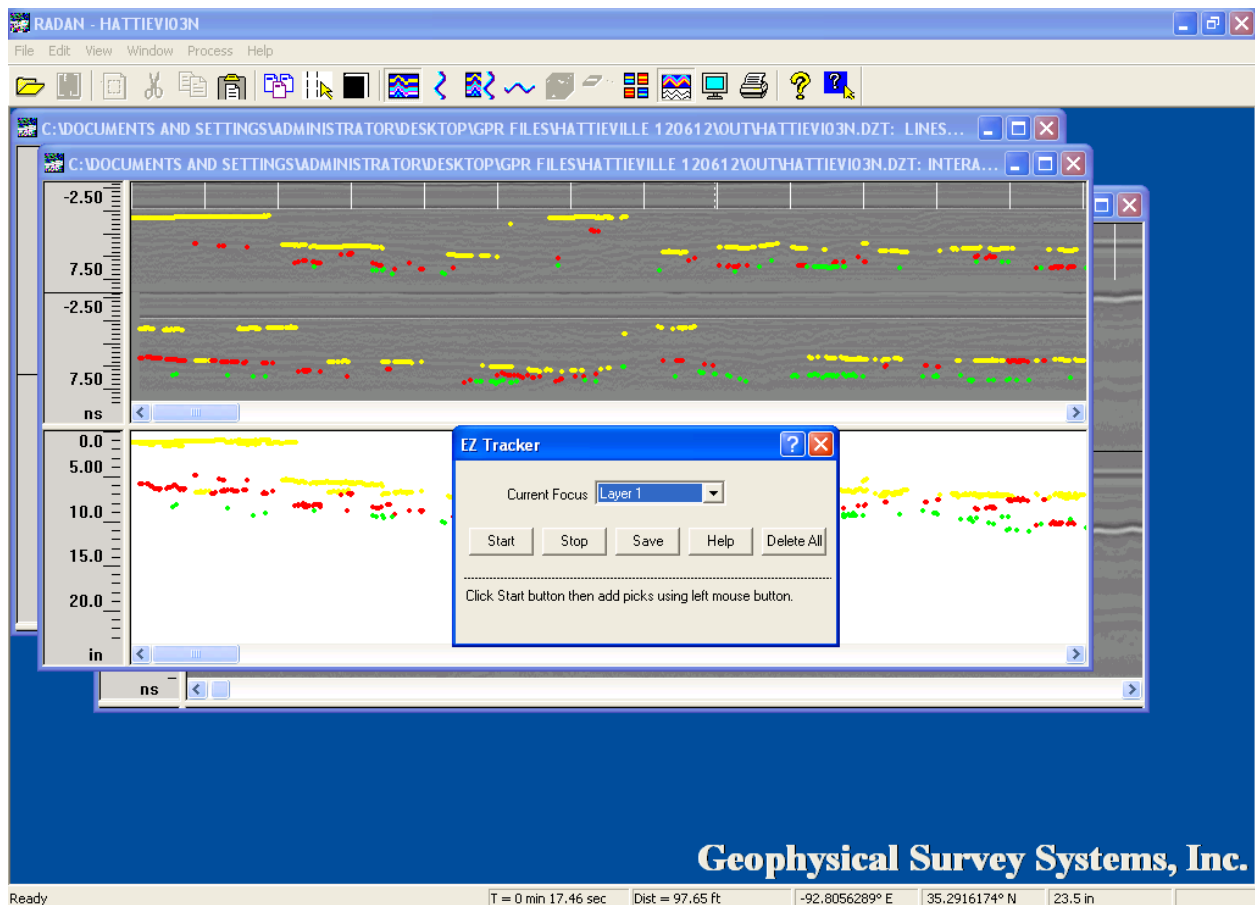 RADAN - HATTIEVI03N
File Edit View Window Process Help
C:\DOCUMENTS AND SETTINGS\ADMINISTRATOR\DESKTOP\GPR FILES\HATTIEVILLE 120612\OUT\HATTIEVI03N.DZT: LINES...
C:\DOCUMENTS AND SETTINGS\ADMINISTRATOR\DESKTOP\GPR FILES\HATTIEVILLE 120612\OUT\HATTIEVI03N.DZT: INTERA...
-2.50
7.50
-2.50
7.50
ns
0.0
5.00
10.0
15.0
20.0
in
EZ Tracker
Current Focus Layer 1
Start Stop Save Help Delete All
Click Start button then add picks using left mouse button.
ns
Geophysical Survey Systems, Inc.
Ready T = 0 min 17.46 sec Dist = 97.65 ft -92.8056289° E 35.2916174° N 23.5 in